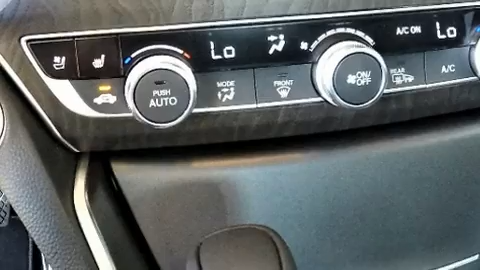 Lo A/C ON Lo
PUSH
AUTO
MODE
FRONT
ON/
OFF
REAR
A/C